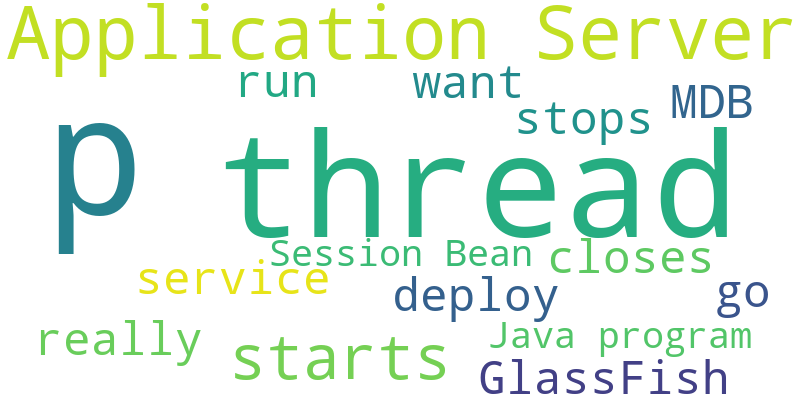 Application Server
run want MDB
stops
p thread
Session Bean closes
service deploy go
really starts Java program
GlassFish